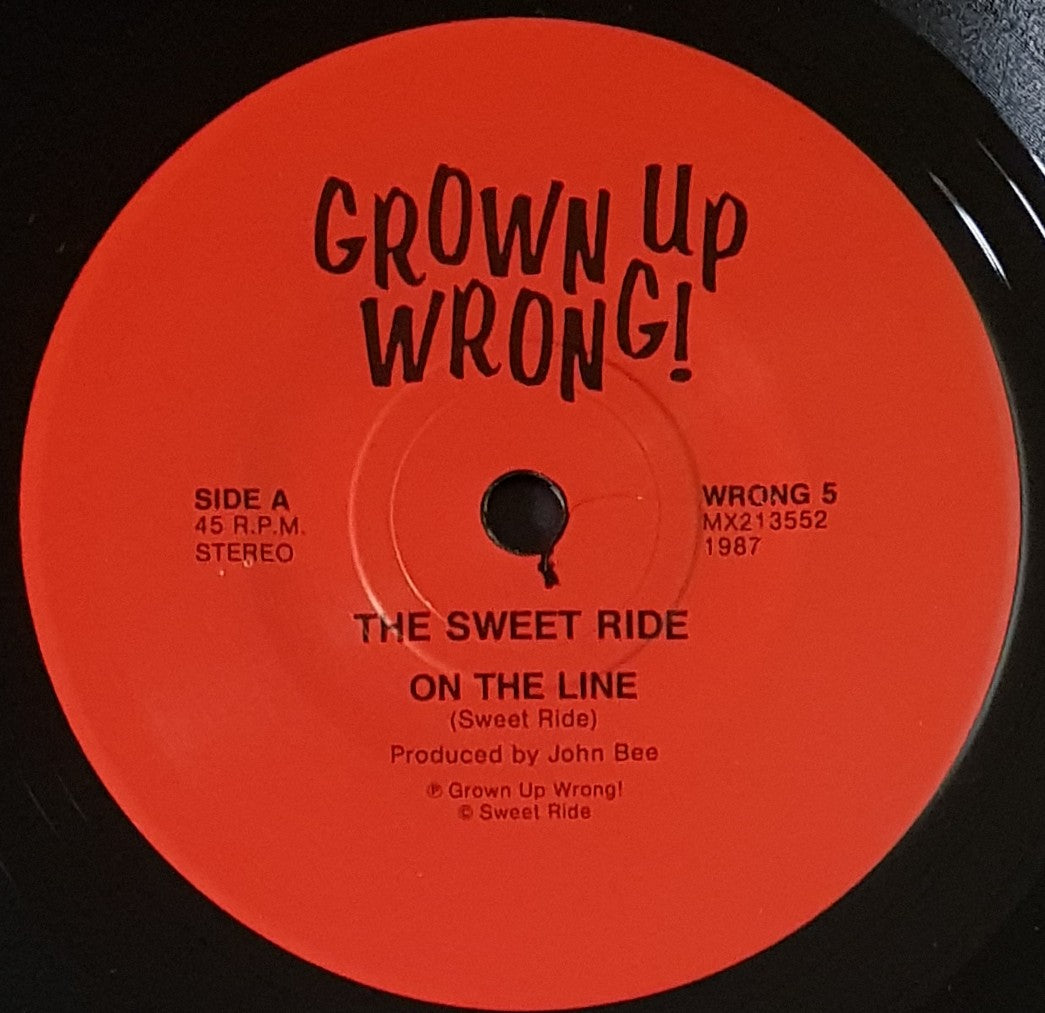 GROWN UP
WRONG!
SIDE A
45 R.P.M.
STEREO
WRONG 5
MX213552
1987
THE SWEET RIDE
ON THE LINE
(Sweet Ride)
Produced by John Bee
℗ Grown Up Wrong!
© Sweet Ride